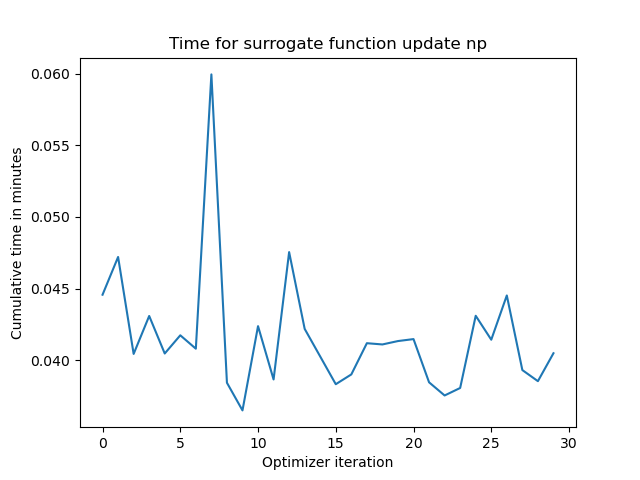 Time for surrogate function update np
Cumulative time in minutes
0.060
0.055
0.050
0.045
0.040
0 5 10 15 20 25 30
Optimizer iteration